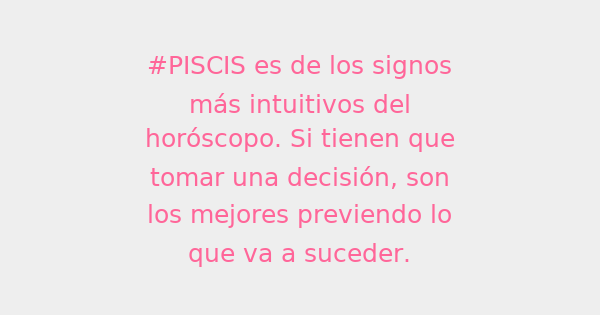 #PISCIS es de los signos
más intuitivos del
horóscopo. Si tienen que
tomar una decisión, son
los mejores previendo lo
que va a suceder.